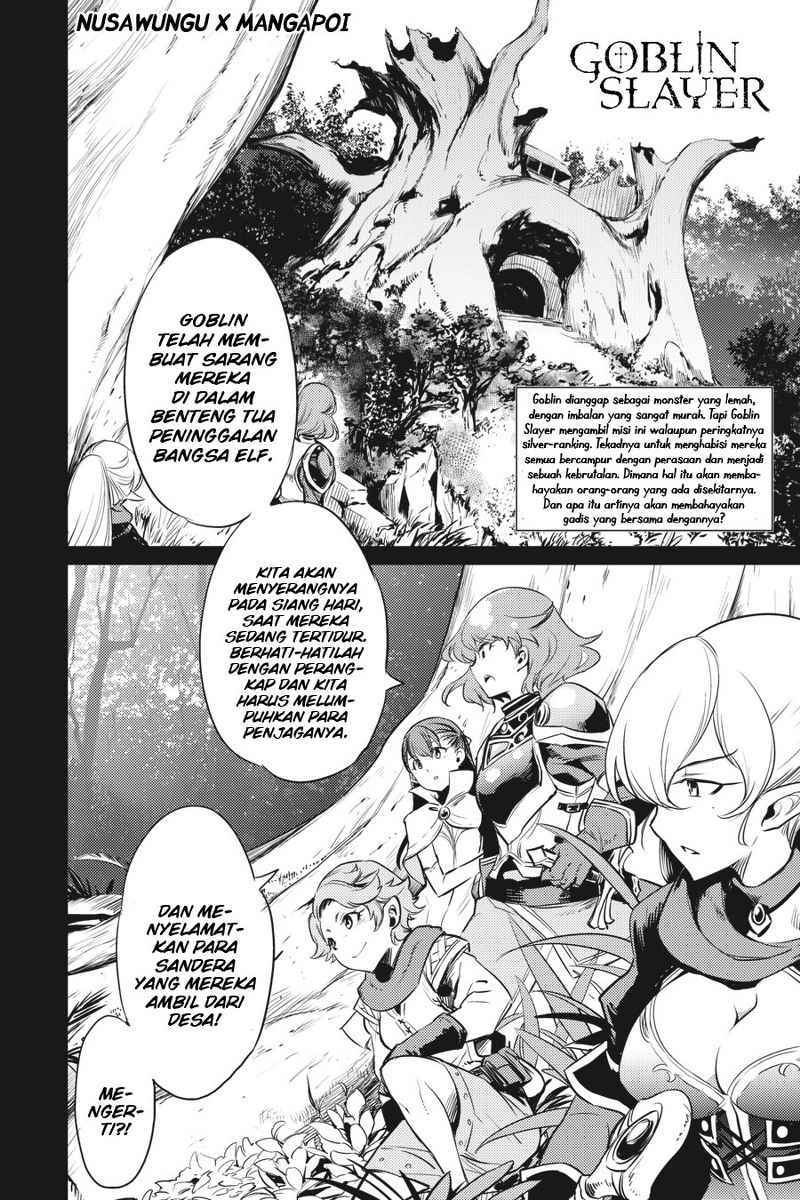 NUSAWUNGU X MANGAPOI
GOBLIN
SLAYER
GOBLIN
TELAH MEM-
BUAT SARANG
MEREKA
DI DALAM
BENTENG TUA
PENINGGALAN
BANGSA ELF.
Goblin dianggap sebagai monster yang lemah,
dengan imbalan yang sangat murah. Tapi Goblin
Slayer mengambil misi ini walaupun peringkatnya
silver-ranking. Tekadnya untuk menghabisi mereka
semua bercampur dengan perasaan dan menjadi
sebuah kebrutalan. Dimana hal itu akan memba-
hayakan orang-orang yang ada disekitarnya.
Dan apa itu artinya akan membahayakan
gadis yang bersama dengannya?
KITA AKAN
MENYERANGNYA
PADA SIANG HARI,
SAAT MEREKA
SEDANG TERTIDUR.
BERHATI-HATILAH
DENGAN PERANG-
KAP DAN KITA
HARUS MELUM-
PUHKAN PARA
PENJAGANYA.
DAN ME-
NYELAMAT-
KAN PARA
SANDERA
YANG MEREKA
AMBIL DARI
DESA!
ME-
NGER-
TI?!